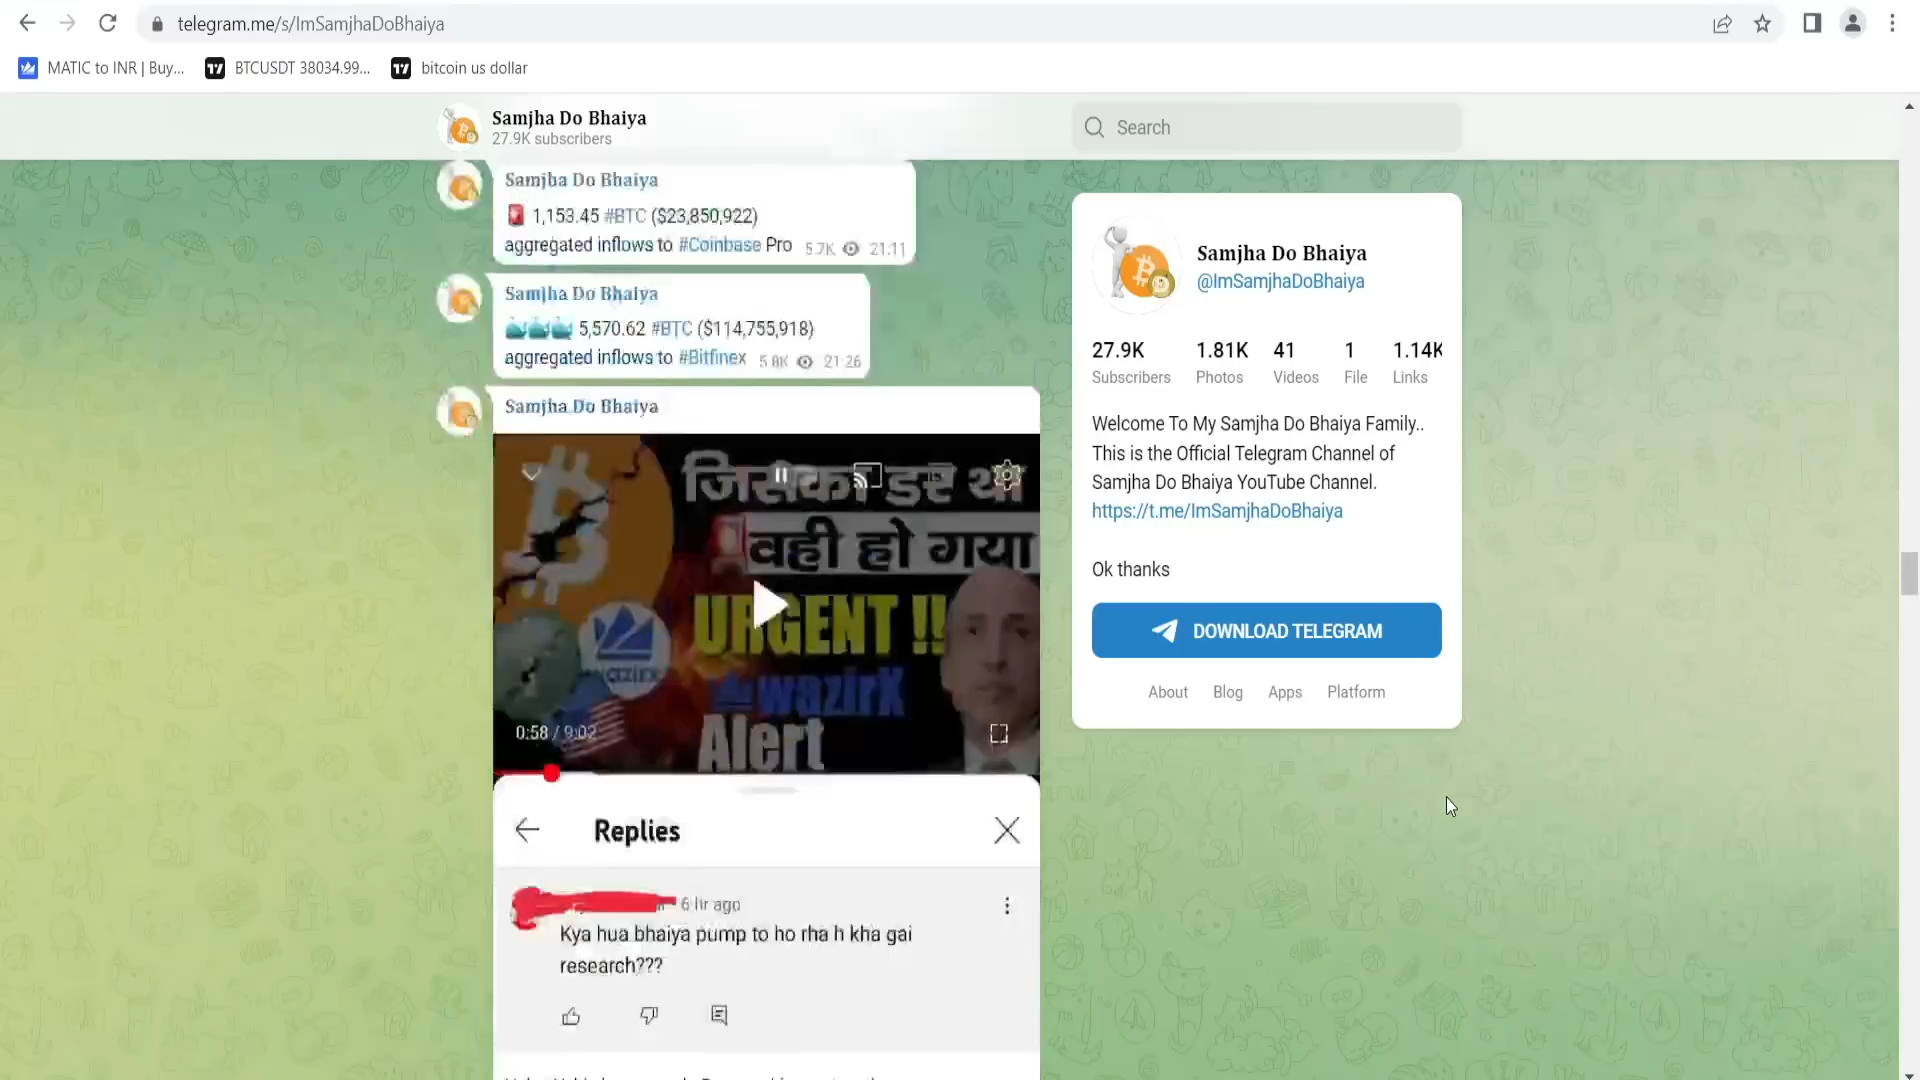 telegram.me/s/ImSamjhaDoBhaiya
MATIC to INR | Buy...
BTCUSDT 38034.99...
bitcoin us dollar
Samjha Do Bhaiya
27.9K subscribers
Search
Samjha Do Bhaiya
1,153.45 #BTC ($23,850,922)
aggregated inflows to #Coinbase Pro
5.7K 21:11
Samjha Do Bhaiya
5,570.62 #BTC ($114,755,918)
aggregated inflows to #Bitfinex
5.8K 21:26
Samjha Do Bhaiya
जिसका डर था
वही हो गया
URGENT !!
wazirX
Alert
0:58 / 9:02
Replies
6 hr ago
Kya hua bhaiya pump to ho rha h kha gai
research???
Samjha Do Bhaiya
@ImSamjhaDoBhaiya
27.9K 1.81K 41 1 1.14K
Subscribers Photos Videos File Links
Welcome To My Samjha Do Bhaiya Family..
This is the Official Telegram Channel of
Samjha Do Bhaiya YouTube Channel.
https://t.me/ImSamjhaDoBhaiya
Ok thanks
DOWNLOAD TELEGRAM
About Blog Apps Platform